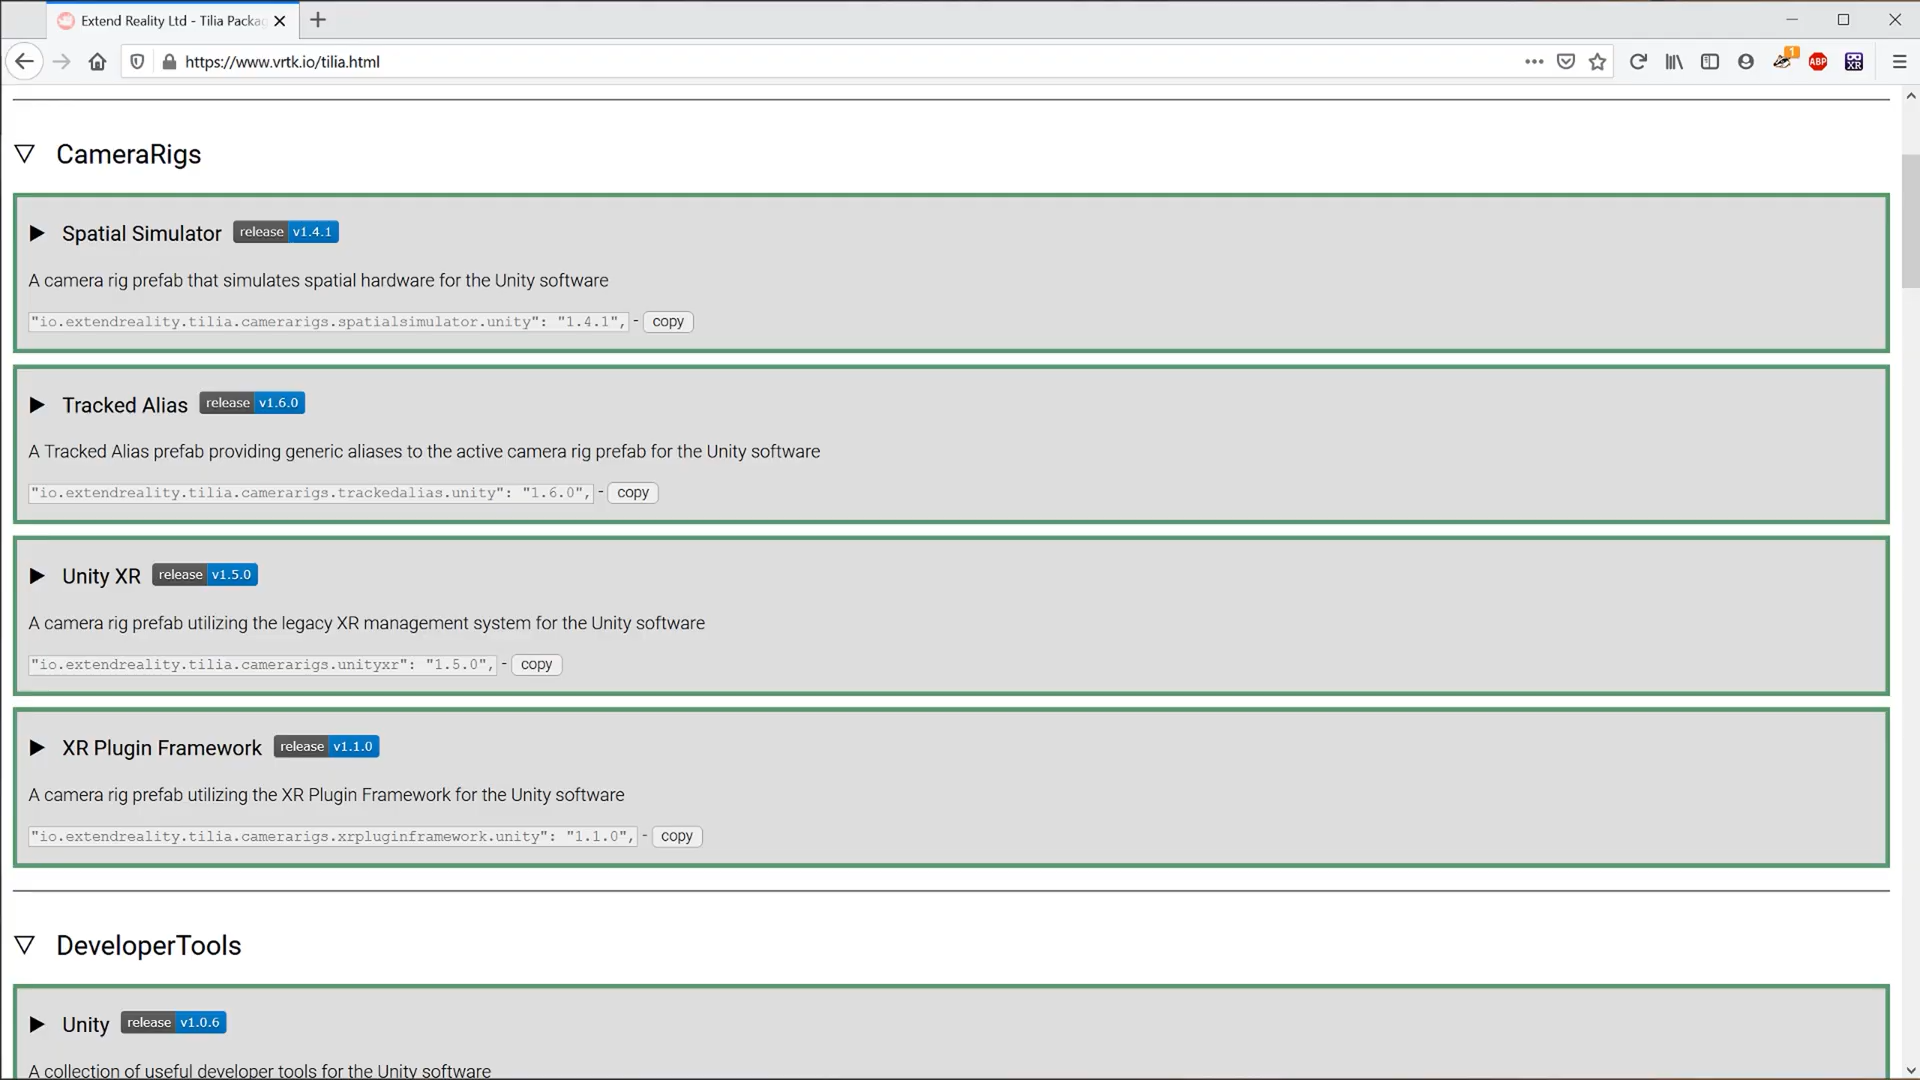 Extend Reality Ltd - Tilia Packag
https://www.vrtk.io/tilia.html
1
ABP
XR
CameraRigs
Spatial Simulator release v1.4.1
A camera rig prefab that simulates spatial hardware for the Unity software
"io.extendreality.tilia.camerarigs.spatialsimulator.unity": "1.4.1", - copy
Tracked Alias release v1.6.0
A Tracked Alias prefab providing generic aliases to the active camera rig prefab for the Unity software
"io.extendreality.tilia.camerarigs.trackedalias.unity": "1.6.0", - copy
Unity XR release v1.5.0
A camera rig prefab utilizing the legacy XR management system for the Unity software
"io.extendreality.tilia.camerarigs.unityxr": "1.5.0", - copy
XR Plugin Framework release v1.1.0
A camera rig prefab utilizing the XR Plugin Framework for the Unity software
"io.extendreality.tilia.camerarigs.xrpluginframework.unity": "1.1.0", - copy
DeveloperTools
Unity release v1.0.6
A collection of useful developer tools for the Unity software